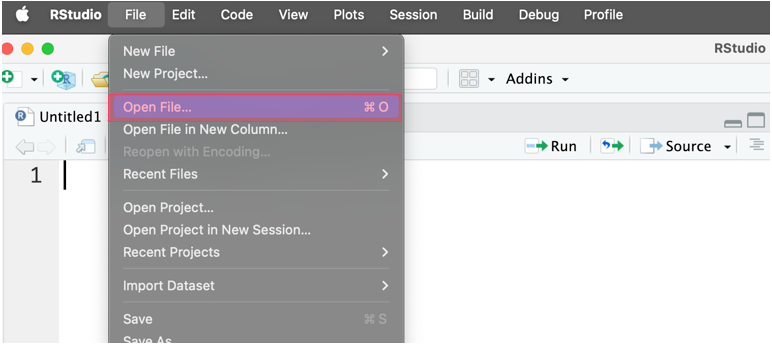 RStudio File Edit Code View Plots Session Build Debug Profile
RStudio
Addins
Untitled1
Run Source
1
New File
New Project...
Open File... ⌘ O
Open File in New Column...
Reopen with Encoding...
Recent Files
Open Project...
Open Project in New Session...
Recent Projects
Import Dataset
Save ⌘ S
Save As